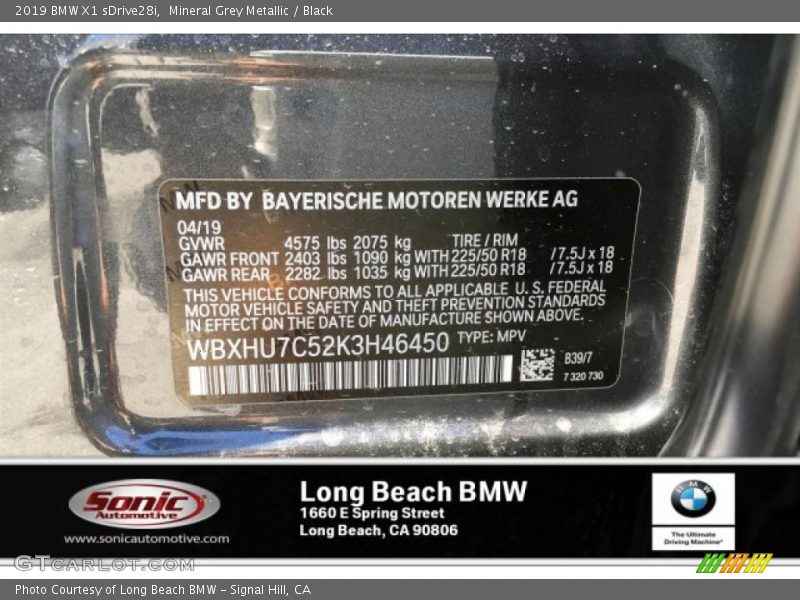 2019 BMW X1 sDrive28i,  Mineral Grey Metallic / Black
MFD BY BAYERISCHE MOTOREN WERKE AG
04/19
GVWR 4575 lbs 2075 kg TIRE / RIM
GAWR FRONT 2403 lbs 1090 kg WITH 225/50 R18 /7.5J x 18
GAWR REAR 2282 lbs 1035 kg WITH 225/50 R18 /7.5J x 18
THIS VEHICLE CONFORMS TO ALL APPLICABLE U. S. FEDERAL
MOTOR VEHICLE SAFETY AND THEFT PREVENTION STANDARDS
IN EFFECT ON THE DATE OF MANUFACTURE SHOWN ABOVE.
WBXHU7C52K3H46450 TYPE: MPV
B39/7
7 320 730
Sonic
Automotive
www.sonicautomotive.com
Long Beach BMW
1660 E Spring Street
Long Beach, CA 90806
BMW
The Ultimate
Driving Machine®
GTcarlot.com
Photo Courtesy of Long Beach BMW - Signal Hill, CA